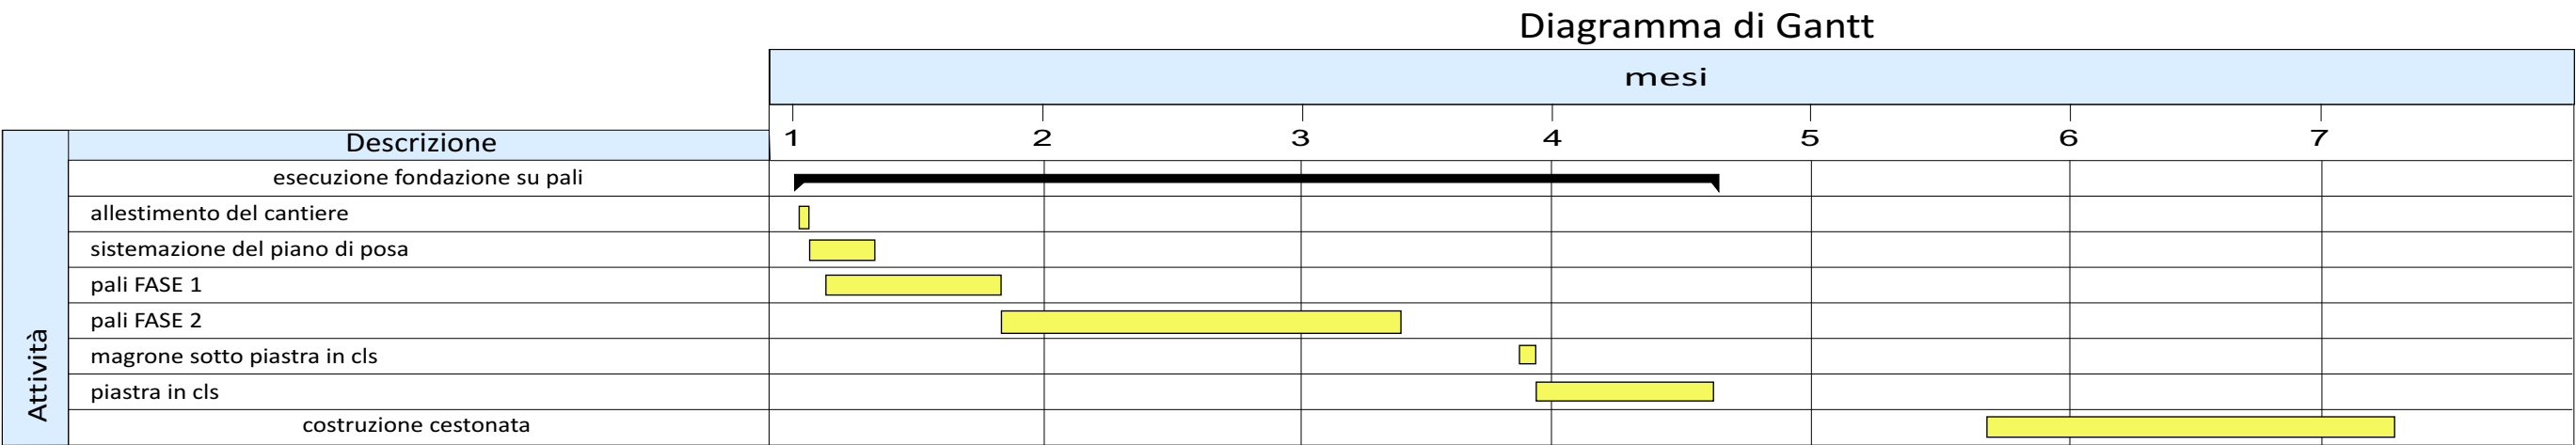 Diagramma di Gantt
mesi
1 2 3 4 5 6 7
Descrizione
Attività
esecuzione fondazione su pali
allestimento del cantiere
sistemazione del piano di posa
pali FASE 1
pali FASE 2
magrone sotto piastra in cls
piastra in cls
costruzione cestonata